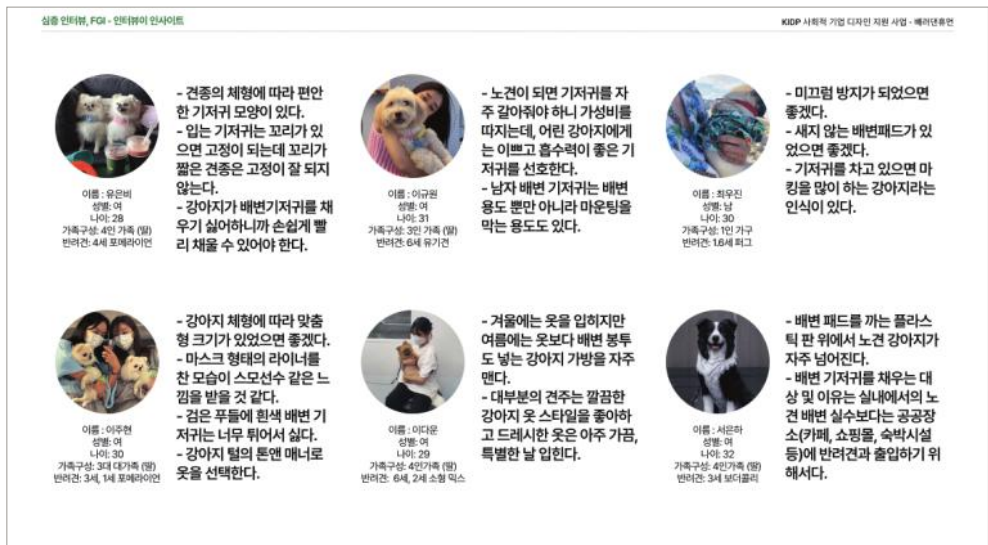 심층 인터뷰, FGI - 인터뷰이 인사이트
KIDP 사회적 기업 디자인 지원 사업 - 베러댄휴먼
이름 : 유은비
성별: 여
나이: 28
가족구성: 4인 가족 (딸)
반려견: 4세 포메라이언
- 견종의 체형에 따라 편안
한 기저귀 모양이 있다.
- 입는 기저귀는 꼬리가 있
으면 고정이 되는데 꼬리가
짧은 견종은 고정이 잘 되지
않는다.
- 강아지가 배변기저귀를 채
우기 싫어하니까 손쉽게 빨
리 채울 수 있어야 한다.
이름 : 이규원
성별: 여
나이: 31
가족구성: 3인 가족 (딸)
반려견: 6세 유기견
- 노견이 되면 기저귀를 자
주 갈아줘야 하니 가성비를
따지는데, 어린 강아지에게
는 이쁘고 흡수력이 좋은 기
저귀를 선호한다.
- 남자 배변 기저귀는 배변
용도 뿐만 아니라 마운팅을
막는 용도도 있다.
이름 : 최우진
성별: 남
나이: 30
가족구성: 1인 가구
반려견: 1.6세 퍼그
- 미끄럼 방지가 되었으면
좋겠다.
- 새지 않는 배변패드가 있
었으면 좋겠다.
- 기저귀를 차고 있으면 마
킹을 많이 하는 강아지라는
인식이 있다.
이름 : 이주현
성별: 여
나이: 30
가족구성: 3대 대가족 (딸)
반려견: 3세, 1세 포메라이언
- 강아지 체형에 따라 맞춤
형 크기가 있었으면 좋겠다.
- 마스크 형태의 라이너를
찬 모습이 스모선수 같은 느
낌을 받을 것 같다.
- 검은 푸들에 흰색 배변 기
저귀는 너무 튀어서 싫다.
- 강아지 털의 톤앤 매너로
옷을 선택한다.
이름 : 이다운
성별: 여
나이: 29
가족구성: 4인가족 (딸)
반려견: 6세, 2세 소형 믹스
- 겨울에는 옷을 입히지만
여름에는 옷보다 배변 봉투
도 넣는 강아지 가방을 자주
맨다.
- 대부분의 견주는 깔끔한
강아지 옷 스타일을 좋아하
고 드레시한 옷은 아주 가끔,
특별한 날 입힌다.
이름 : 서은하
성별: 여
나이: 32
가족구성: 4인가족 (딸)
반려견: 3세 보더콜리
- 배변 패드를 까는 플라스
틱 판 위에서 노견 강아지가
자주 넘어진다.
- 배변 기저귀를 채우는 대
상 및 이유는 실내에서의 노
견 배변 실수보다는 공공장
소(카페, 쇼핑몰, 숙박시설
등)에 반려견과 출입하기 위
해서다.